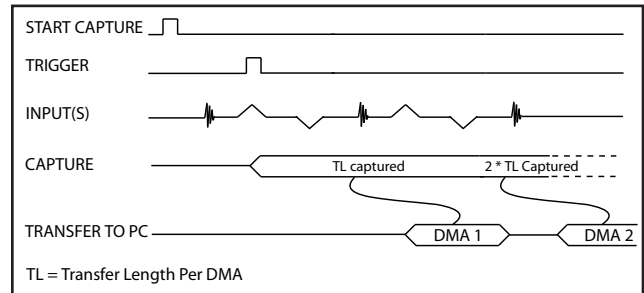 START CAPTURE
TRIGGER
INPUT(S)
CAPTURE
TL captured 2 * TL Captured
TRANSFER TO PC
DMA 1 DMA 2
TL = Transfer Length Per DMA